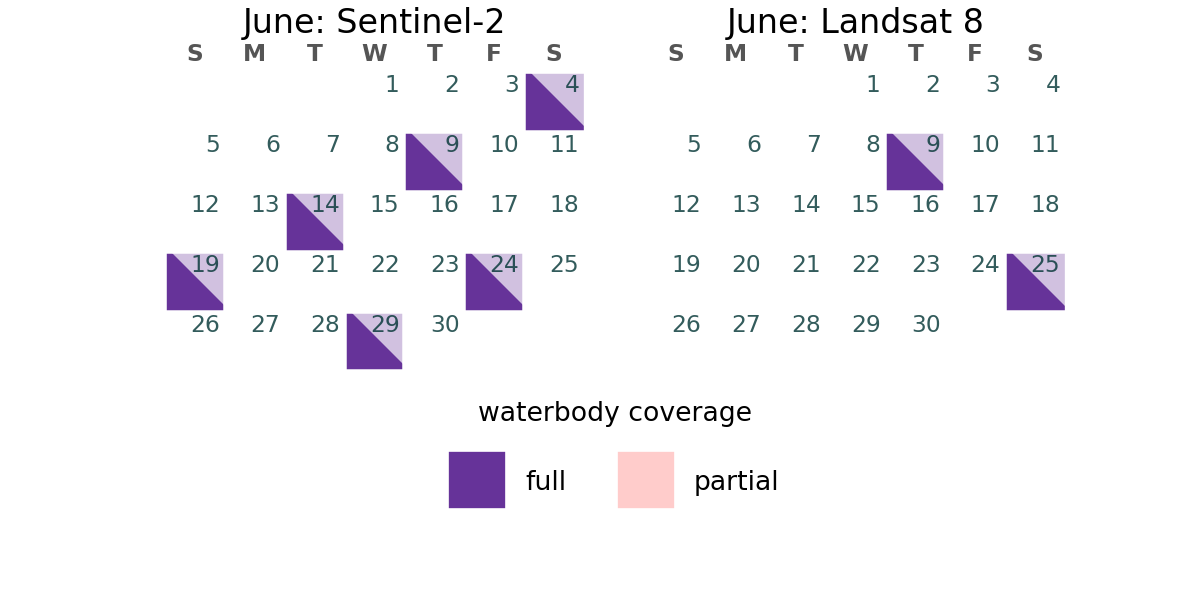 June: Sentinel-2
S M T W T F S
1 2 3 4
5 6 7 8 9 10 11
12 13 14 15 16 17 18
19 20 21 22 23 24 25
26 27 28 29 30
June: Landsat 8
S M T W T F S
1 2 3 4
5 6 7 8 9 10 11
12 13 14 15 16 17 18
19 20 21 22 23 24 25
26 27 28 29 30
waterbody coverage
full partial